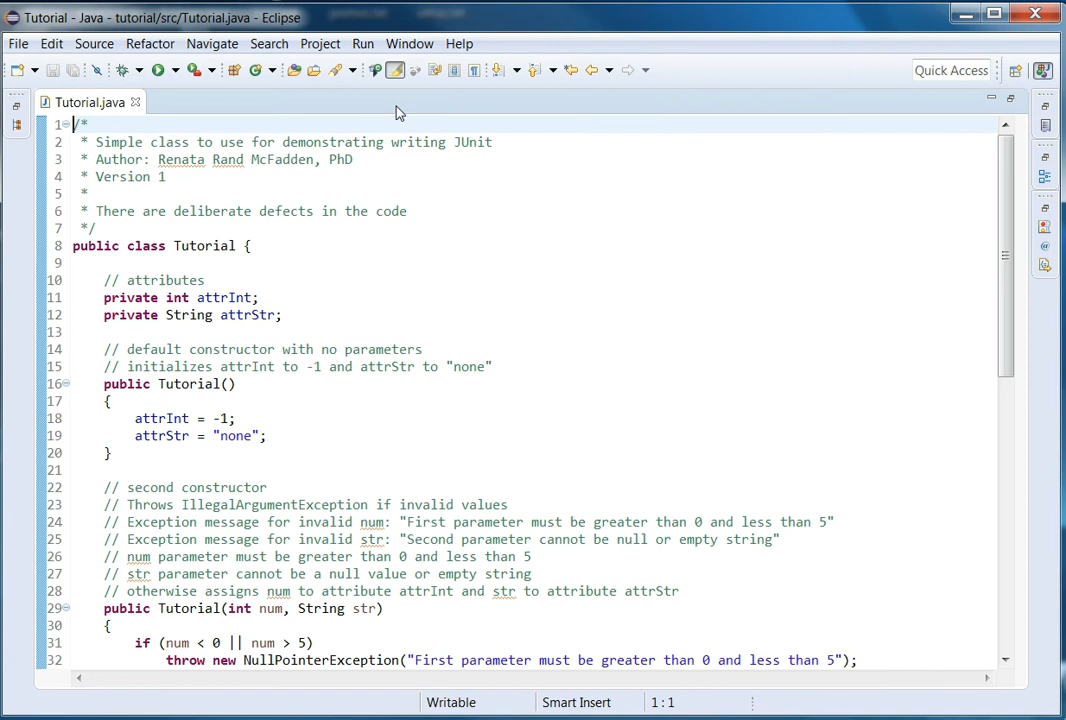 Tutorial - Java - tutorial/src/Tutorial.java - Eclipse
File Edit Source Refactor Navigate Search Project Run Window Help
Quick Access
Tutorial.java
1 /*
2  * Simple class to use for demonstrating writing JUnit
3  * Author: Renata Rand McFadden, PhD
4  * Version 1
5  *
6  * There are deliberate defects in the code
7  */
8 public class Tutorial {
9
10     // attributes
11     private int attrInt;
12     private String attrStr;
13
14     // default constructor with no parameters
15     // initializes attrInt to -1 and attrStr to "none"
16     public Tutorial()
17     {
18         attrInt = -1;
19         attrStr = "none";
20     }
21
22     // second constructor
23     // Throws IllegalArgumentException if invalid values
24     // Exception message for invalid num: "First parameter must be greater than 0 and less than 5"
25     // Exception message for invalid str: "Second parameter cannot be null or empty string"
26     // num parameter must be greater than 0 and less than 5
27     // str parameter cannot be a null value or empty string
28     // otherwise assigns num to attribute attrInt and str to attribute attrStr
29     public Tutorial(int num, String str)
30     {
31         if (num < 0 || num > 5)
32             throw new NullPointerException("First parameter must be greater than 0 and less than 5");
Writable Smart Insert 1:1